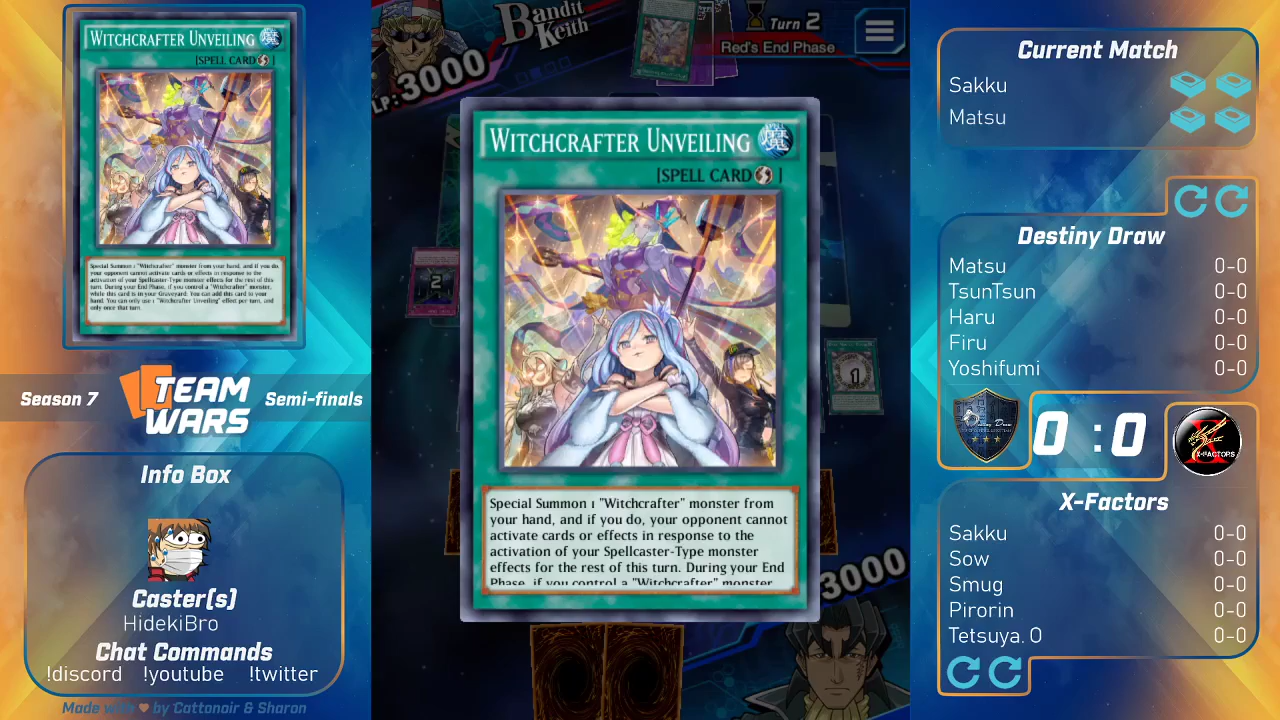 WITCHCRAFTER UNVEILING
[SPELL CARD]
Special Summon 1 "Witchcrafter" monster from your hand, and if you do,
your opponent cannot activate cards or effects in response to the
activation of your Spellcaster-Type monster effects for the rest of this
turn. During your End Phase, if you control a "Witchcrafter" monster,
while this card is in your Graveyard: You can add this card to your
hand. You can only use 1 "Witchcrafter Unveiling" effect per turn, and
only once that turn.
Season 7
TEAM
WARS
Semi-finals
Info Box
Caster(s)
HidekiBro
Chat Commands
!discord !youtube !twitter
Made with ❤ by Cattonoir & Sharon
Bandit
Keith
LP: 3000
Turn 2
Red's End Phase
WITCHCRAFTER UNVEILING
[SPELL CARD]
Special Summon 1 "Witchcrafter" monster from
your hand, and if you do, your opponent cannot
activate cards or effects in response to the
activation of your Spellcaster-Type monster
effects for the rest of this turn. During your End
Phase, if you control a "Witchcrafter" monster
2
1
3000
Current Match
Sakku
Matsu
Destiny Draw
Matsu 0-0
TsunTsun 0-0
Haru 0-0
Firu 0-0
Yoshifumi 0-0
0 : 0
X-FACTORS
X-Factors
Sakku 0-0
Sow 0-0
Smug 0-0
Pirorin 0-0
Tetsuya. O 0-0